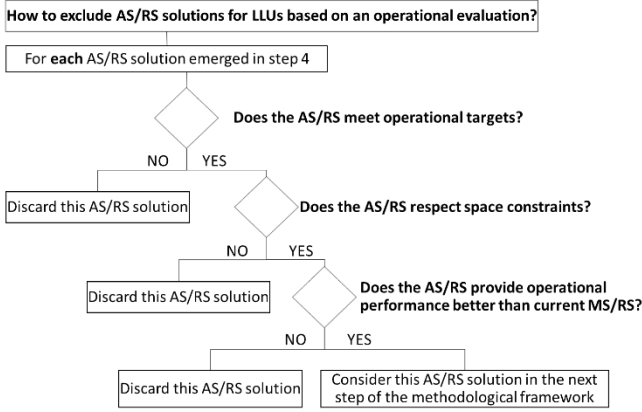 How to exclude AS/RS solutions for LLUs based on an operational evaluation?
For each AS/RS solution emerged in step 4
Does the AS/RS meet operational targets?
NO YES
Discard this AS/RS solution
Does the AS/RS respect space constraints?
NO YES
Discard this AS/RS solution
Does the AS/RS provide operational
performance better than current MS/RS?
NO YES
Discard this AS/RS solution
Consider this AS/RS solution in the next
step of the methodological framework